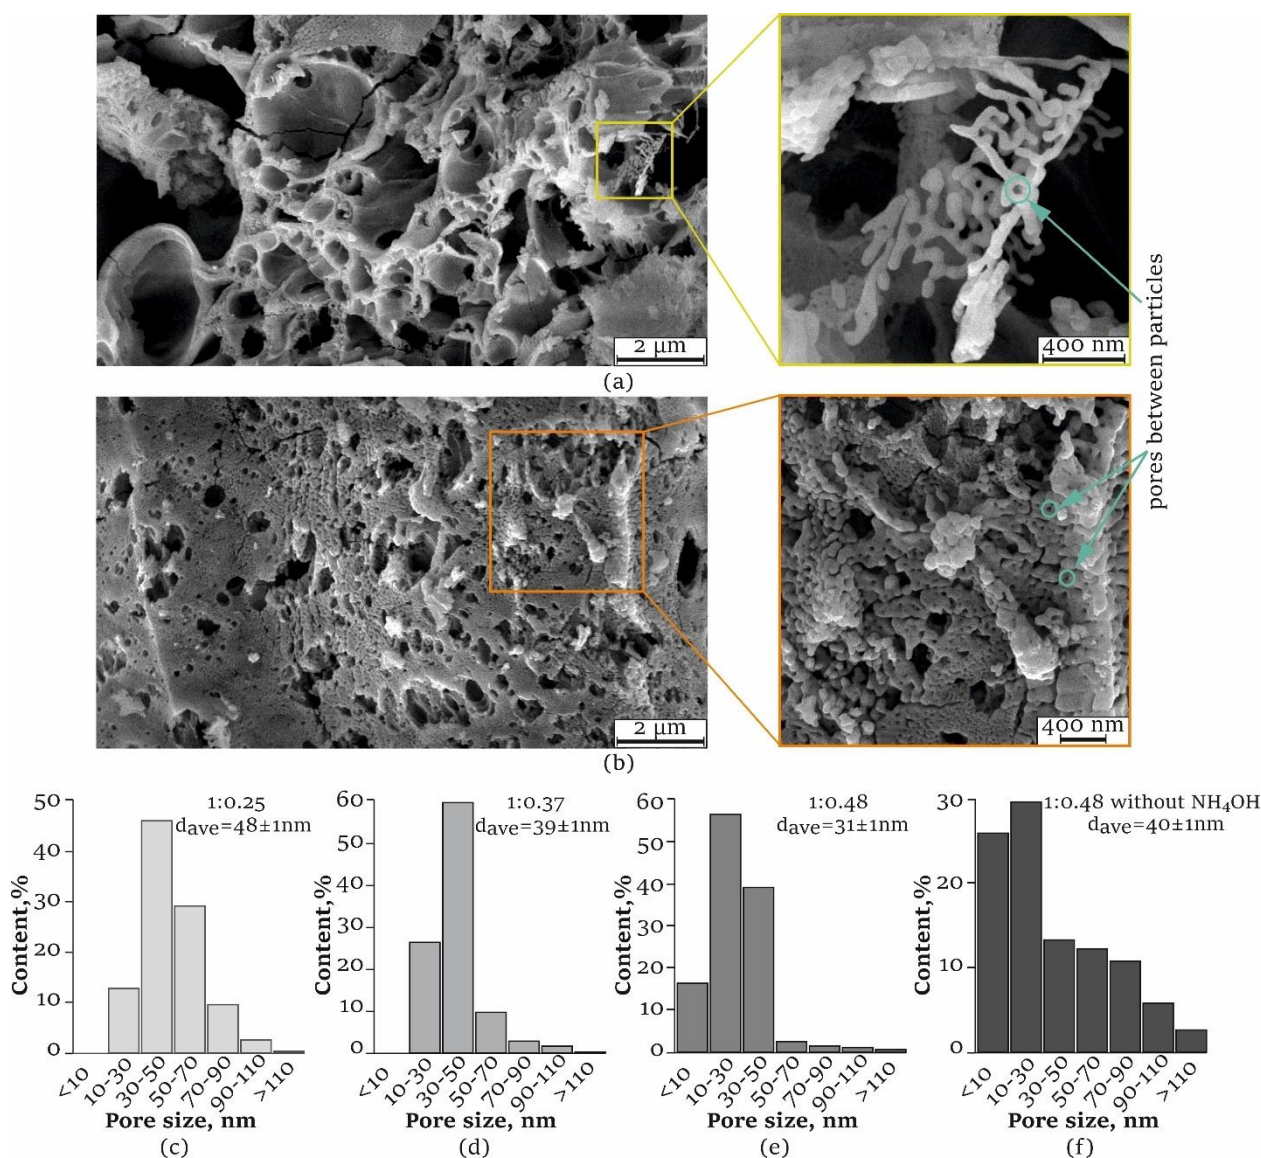 2 µm
400 nm
(a)
pores between particles
2 µm
400 nm
(b)
50
40
30
20
10
0
Content,%
1:0.25
dave=48±1nm
<10
10-30
30-50
50-70
70-90
90-110
>110
Pore size, nm
(c)
60
50
40
30
20
10
0
Content,%
1:0.37
dave=39±1nm
<10
10-30
30-50
50-70
70-90
90-110
>110
Pore size, nm
(d)
60
50
40
30
20
10
0
Content,%
1:0.48
dave=31±1nm
<10
10-30
30-50
50-70
70-90
90-110
>110
Pore size, nm
(e)
30
20
10
0
Content,%
1:0.48 without NH₄OH
dave=40±1nm
<10
10-30
30-50
50-70
70-90
90-110
>110
Pore size, nm
(f)